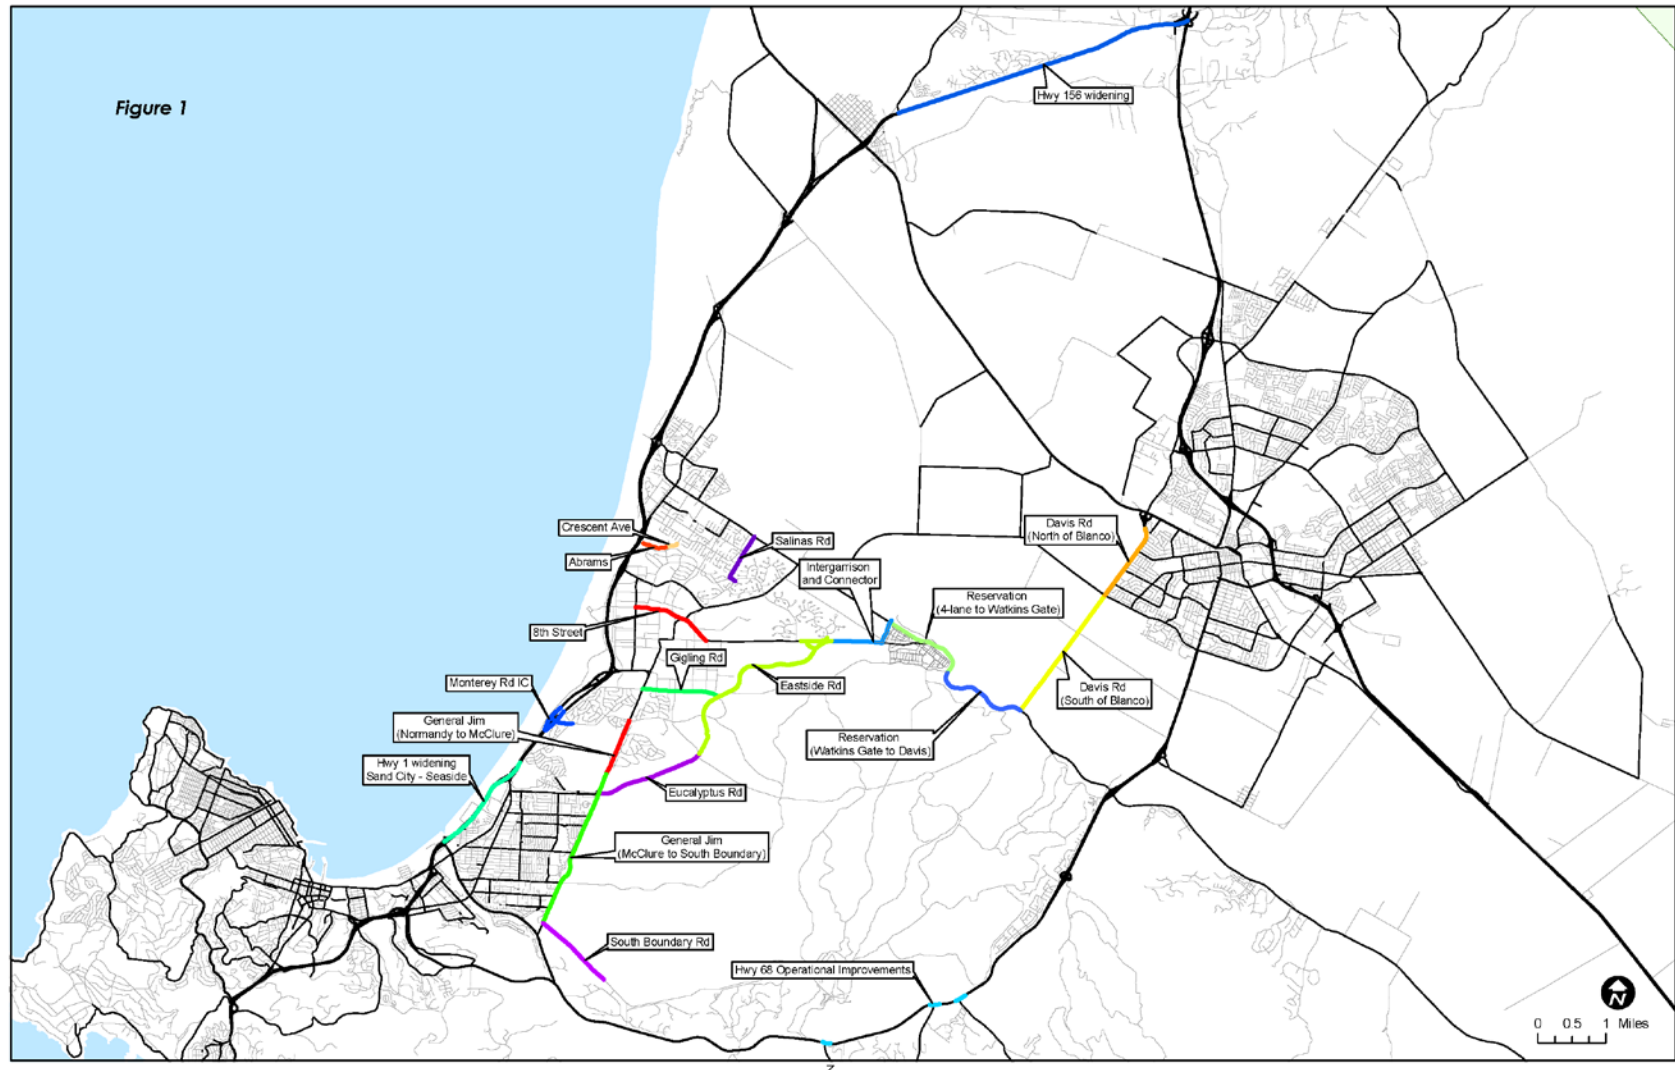 Figure 1
Hwy 156 widening
Crescent Ave
Abrams
Salinas Rd
Davis Rd
(North of Blanco)
Intergarrison
and Connector
Reservation
(4-lane to Watkins Gate)
8th Street
Gigling Rd
Monterey Rd IC
Eastside Rd
Davis Rd
(South of Blanco)
General Jim
(Normandy to McClure)
Reservation
(Watkins Gate to Davis)
Hwy 1 widening
Sand City - Seaside
Eucalyptus Rd
General Jim
(McClure to South Boundary)
South Boundary Rd
Hwy 68 Operational Improvements
N
0 0.5 1 Miles